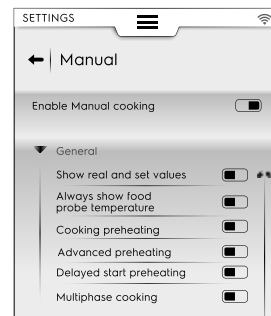 SETTINGS
Manual
Enable Manual cooking
General
Show real and set values
Always show food
probe temperature
Cooking preheating
Advanced preheating
Delayed start preheating
Multiphase cooking